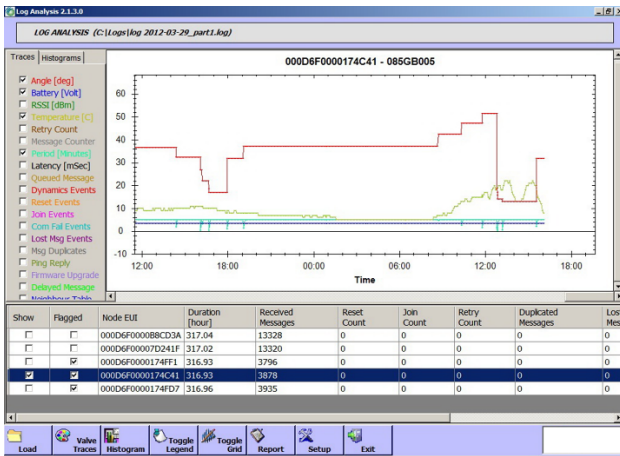 Log Analysis 2.1.3.0
LOG ANALYSIS (C:\Logs\log 2012-03-29_part1.log)
Traces Histograms
Angle [deg]
Battery [Volt]
RSSI [dBm]
Temperature [C]
Retry Count
Message Counter
Period [Minutes]
Latency [mSec]
Queued Message
Dynamics Events
Reset Events
Join Events
Com Fail Events
Lost Msg Events
Msg Duplicates
Ping Reply
Firmware Upgrade
Delayed Message
Neighbour Table
000D6F0000174C41 - 085GB005
60
50
40
30
20
10
0
-10
12:00 18:00 00:00 06:00 12:00 18:00
Time
Show Flagged Node EUI Duration [hour] Received Messages Reset Count Join Count Retry Count Duplicated Messages
000D6F0000B8CD3A 317.04 13328 0 0 0 0 0
000D6F00007D241F 317.02 13320 0 0 0 0 0
000D6F0000174FF1 316.93 3796 0 0 0 0 0
000D6F0000174C41 316.93 3878 0 0 0 0 0
000D6F0000174FD7 316.96 3935 0 0 0 0 0
Load
Valve Traces
Histogram
Toggle Legend
Toggle Grid
Report
Setup
Exit